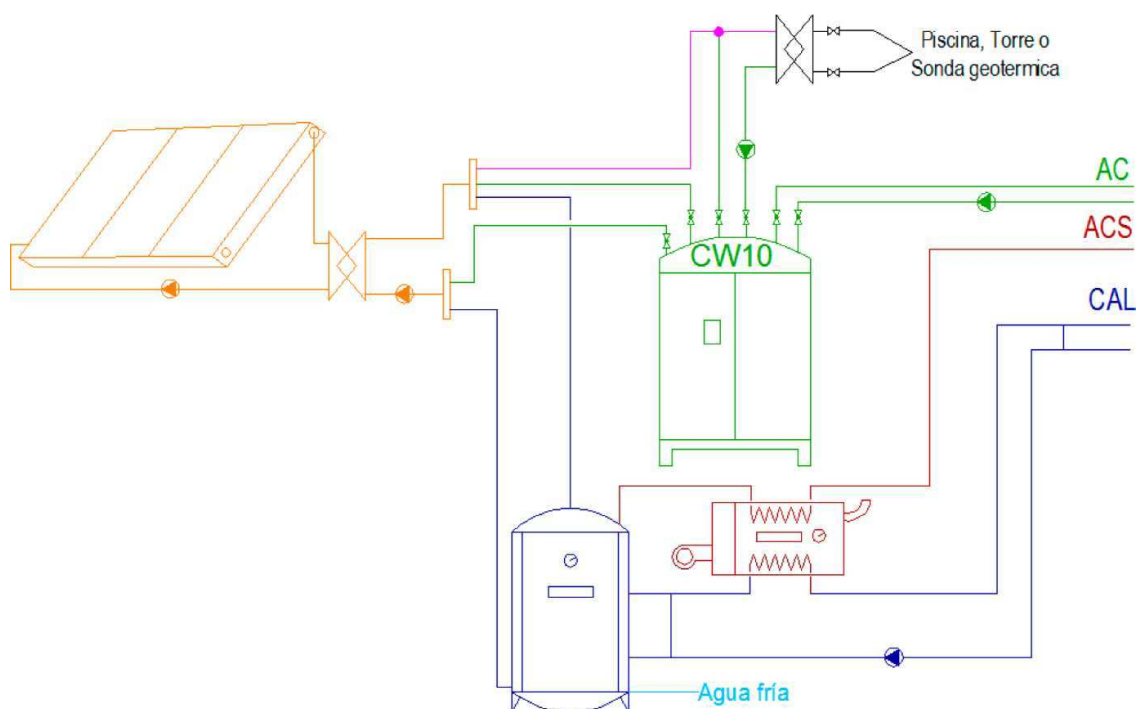 Piscina, Torre o
Sonda geotermica
AC
ACS
CW10
CAL
Agua fría